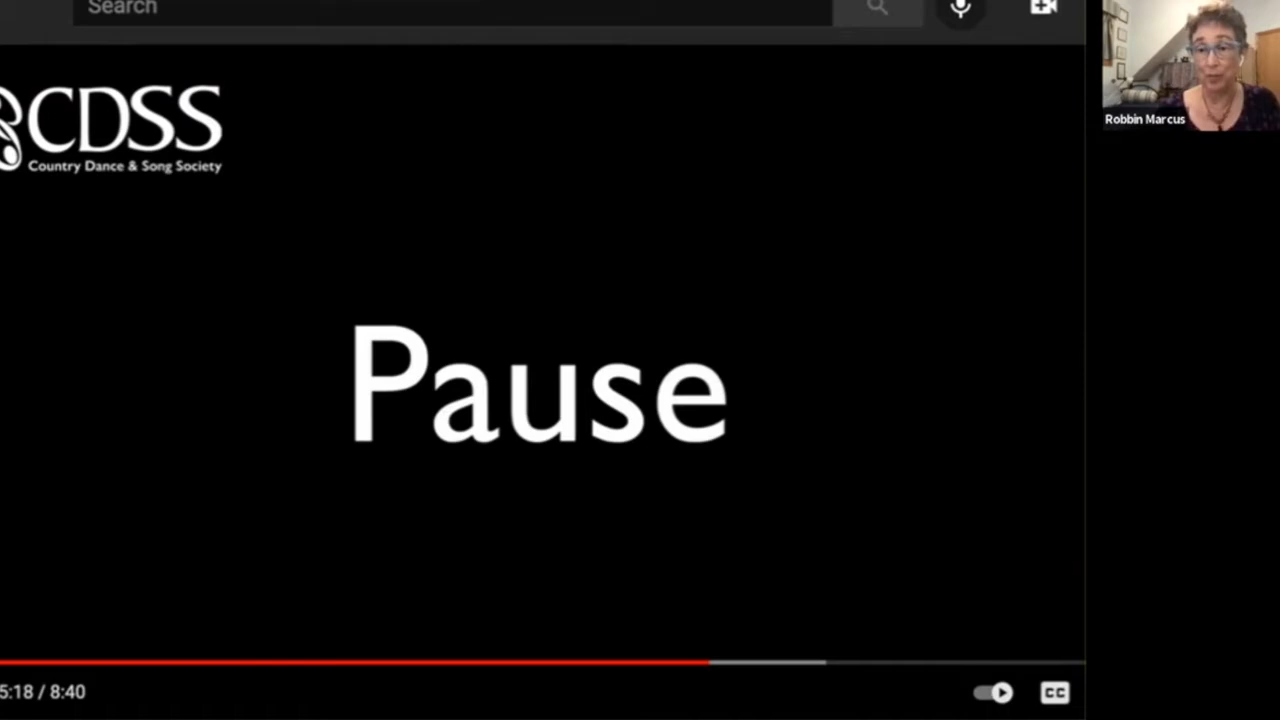 Search
CDSS
Country Dance & Song Society
Robbin Marcus
Pause
5:18 / 8:40
CC